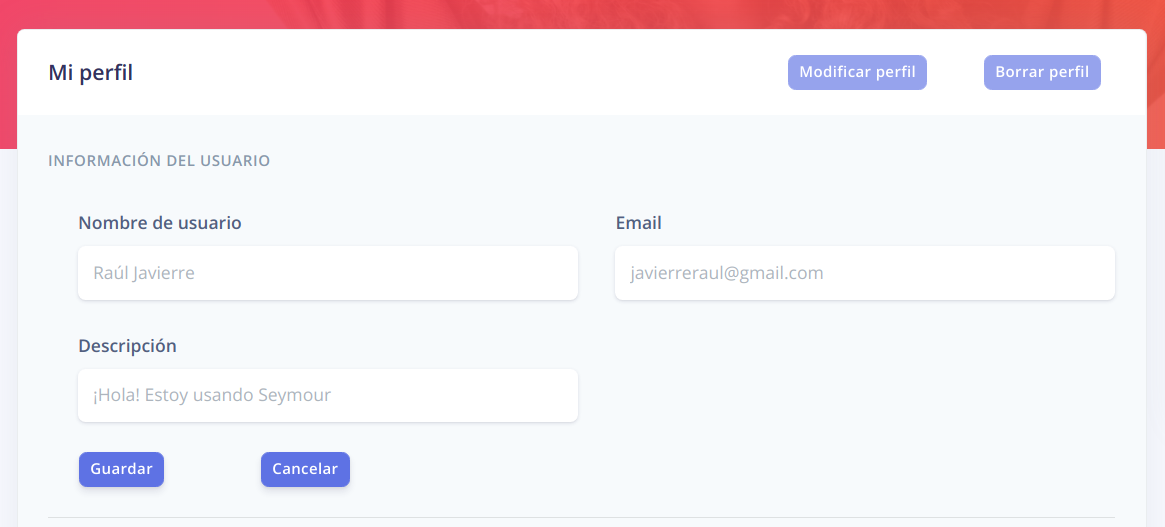 Mi perfil
Modificar perfil
Borrar perfil
INFORMACIÓN DEL USUARIO
Nombre de usuario
Email
Raúl Javierre
javierreraul@gmail.com
Descripción
¡Hola! Estoy usando Seymour
Guardar
Cancelar